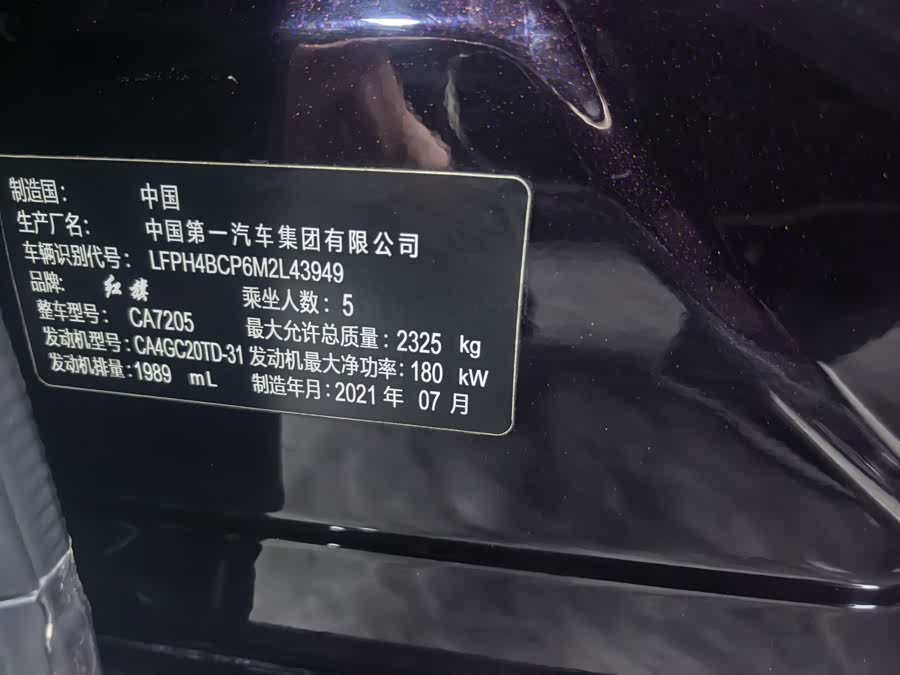 制造国： 中国
生产厂名： 中国第一汽车集团有限公司
车辆识别代号： LFPH4BCP6M2L43949
品牌： 红旗 乘坐人数：5
整车型号： CA7205 最大允许总质量：2325 kg
发动机型号：CA4GC20TD-31 发动机最大净功率：180 kW
发动机排量：1989 mL 制造年月：2021 年 07 月